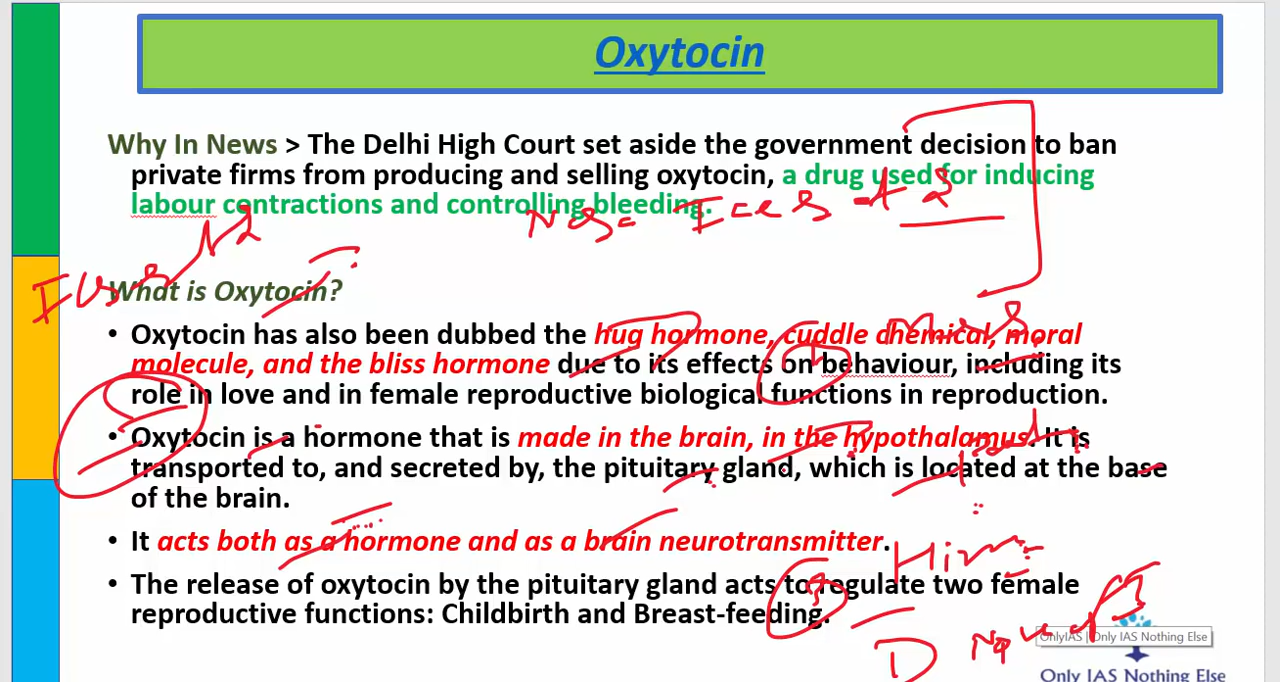 Oxytocin
Why In News > The Delhi High Court set aside the government decision to ban
private firms from producing and selling oxytocin, a drug used for inducing
labour contractions and controlling bleeding.
What is Oxytocin?
• Oxytocin has also been dubbed the hug hormone, cuddle chemical, moral
molecule, and the bliss hormone due to its effects on behaviour, including its
role in love and in female reproductive biological functions in reproduction.
• Oxytocin is a hormone that is made in the brain, in the hypothalamus. It is
transported to, and secreted by, the pituitary gland, which is located at the base
of the brain.
• It acts both as a hormone and as a brain neurotransmitter.
• The release of oxytocin by the pituitary gland acts to regulate two female
reproductive functions: Childbirth and Breast-feeding.
D
OnlyIAS | Only IAS Nothing Else
Only IAS Nothing Else